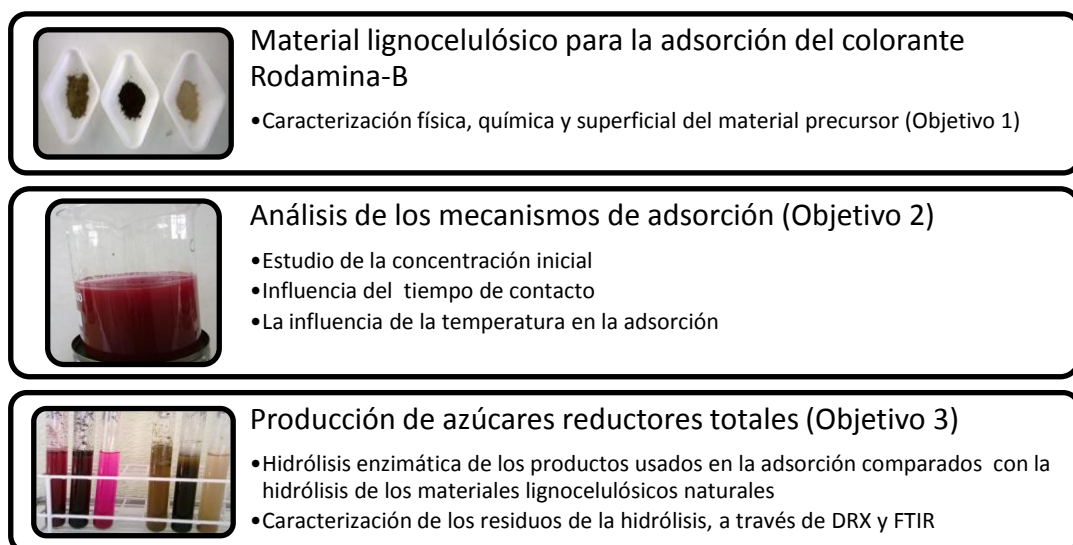 Material lignocelulósico para la adsorción del colorante
Rodamina-B
•Caracterización física, química y superficial del material precursor (Objetivo 1)
Análisis de los mecanismos de adsorción (Objetivo 2)
•Estudio de la concentración inicial
•Influencia del tiempo de contacto
•La influencia de la temperatura en la adsorción
Producción de azúcares reductores totales (Objetivo 3)
•Hidrólisis enzimática de los productos usados en la adsorción comparados con la
hidrólisis de los materiales lignocelulósicos naturales
•Caracterización de los residuos de la hidrólisis, a través de DRX y FTIR